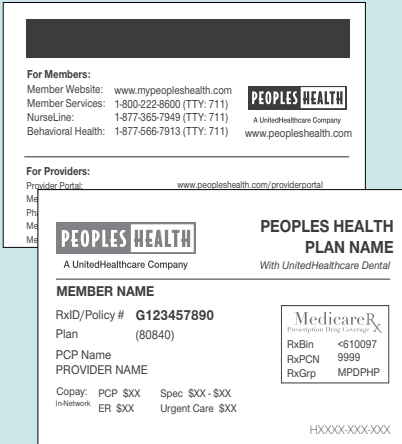 For Members:
Member Website: www.mypeopleshealth.com
Member Services: 1-800-222-8600 (TTY: 711)
NurseLine: 1-877-365-7949 (TTY: 711)
Behavioral Health: 1-877-566-7913 (TTY: 711)
PEOPLES HEALTH
A UnitedHealthcare Company
www.peopleshealth.com
For Providers:
Provider Portal: www.peopleshealth.com/providerportal
PEOPLES HEALTH
A UnitedHealthcare Company
PEOPLES HEALTH
PLAN NAME
With UnitedHealthcare Dental
MEMBER NAME
RxID/Policy # G123457890
Plan (80840)
PCP Name
PROVIDER NAME
Copay: PCP $XX Spec $XX - $XX
In-Network ER $XX Urgent Care $XX
MedicareRx
Prescription Drug Coverage
RxBin <610097
RxPCN 9999
RxGrp MPDPHP
HXXXX-XXX-XXX